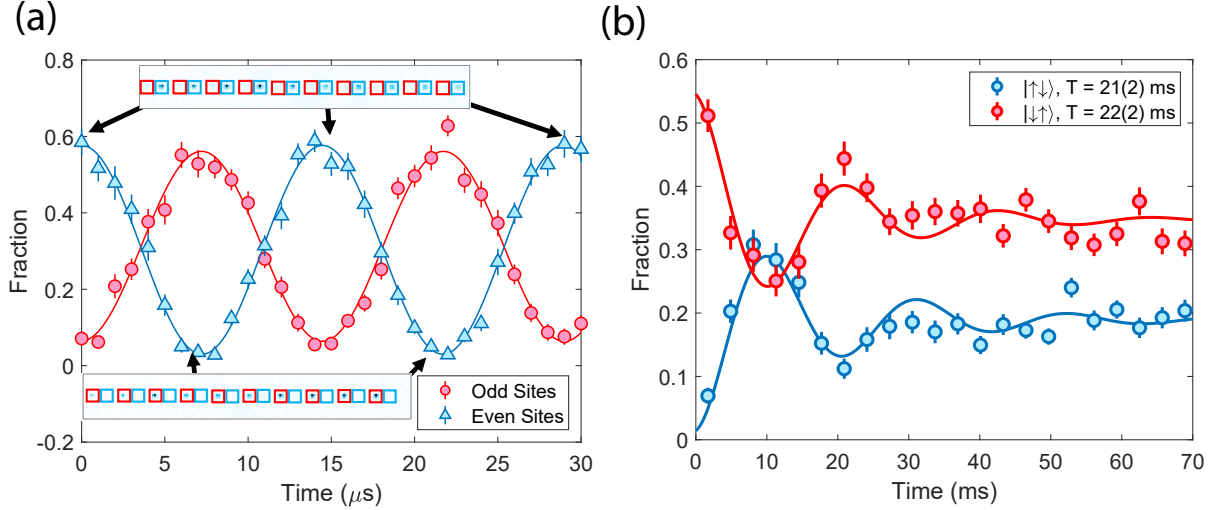 (a)
0.8
0.6
0.4
0.2
0
-0.2
Fraction
Odd Sites
Even Sites
0 5 10 15 20 25 30
Time (μs)
(b)
0.6
0.5
0.4
0.3
0.2
0.1
0
Fraction
|↑↓⟩, T = 21(2) ms
|↓↑⟩, T = 22(2) ms
0 10 20 30 40 50 60 70
Time (ms)